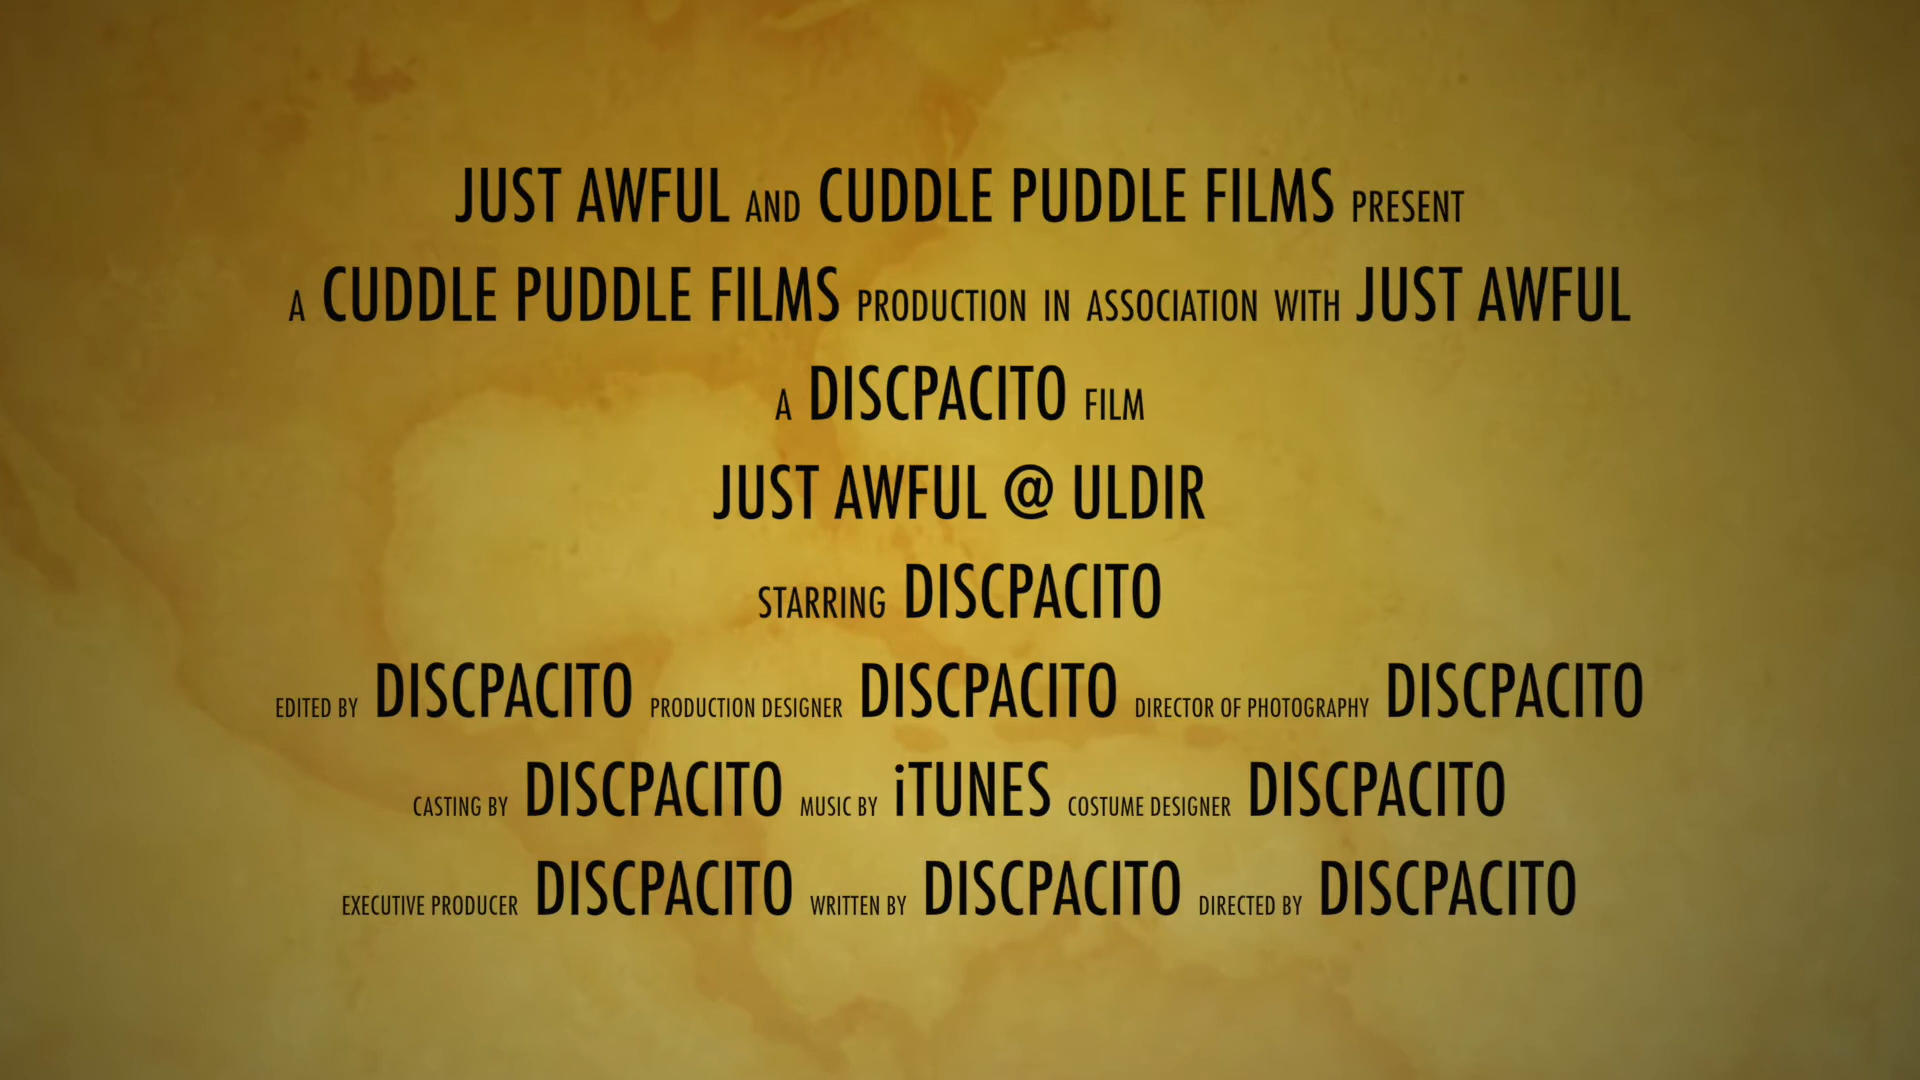 JUST AWFUL AND CUDDLE PUDDLE FILMS PRESENT
A CUDDLE PUDDLE FILMS PRODUCTION IN ASSOCIATION WITH JUST AWFUL
A DISCPACITO FILM
JUST AWFUL @ ULDIR
STARRING DISCPACITO
EDITED BY DISCPACITO PRODUCTION DESIGNER DISCPACITO DIRECTOR OF PHOTOGRAPHY DISCPACITO
CASTING BY DISCPACITO MUSIC BY iTUNES COSTUME DESIGNER DISCPACITO
EXECUTIVE PRODUCER DISCPACITO WRITTEN BY DISCPACITO DIRECTED BY DISCPACITO